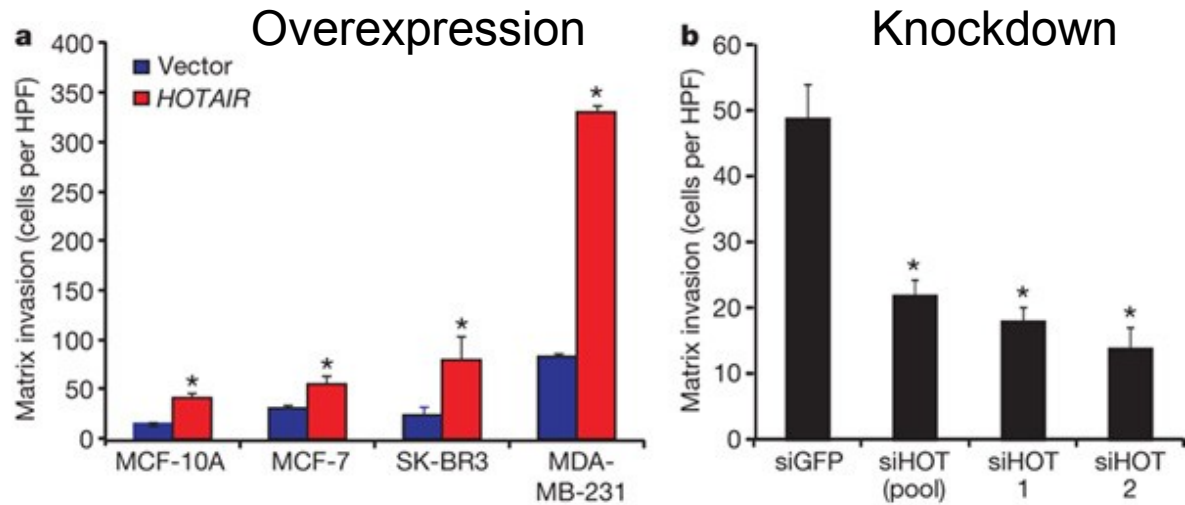 a Overexpression
Vector
HOTAIR
Matrix invasion (cells per HPF)
400
350
300
250
200
150
100
50
0
* * * *
MCF-10A MCF-7 SK-BR3 MDA-
MB-231
b Knockdown
Matrix invasion (cells per HPF)
60
50
40
30
20
10
0
* * *
siGFP siHOT siHOT siHOT
(pool) 1 2